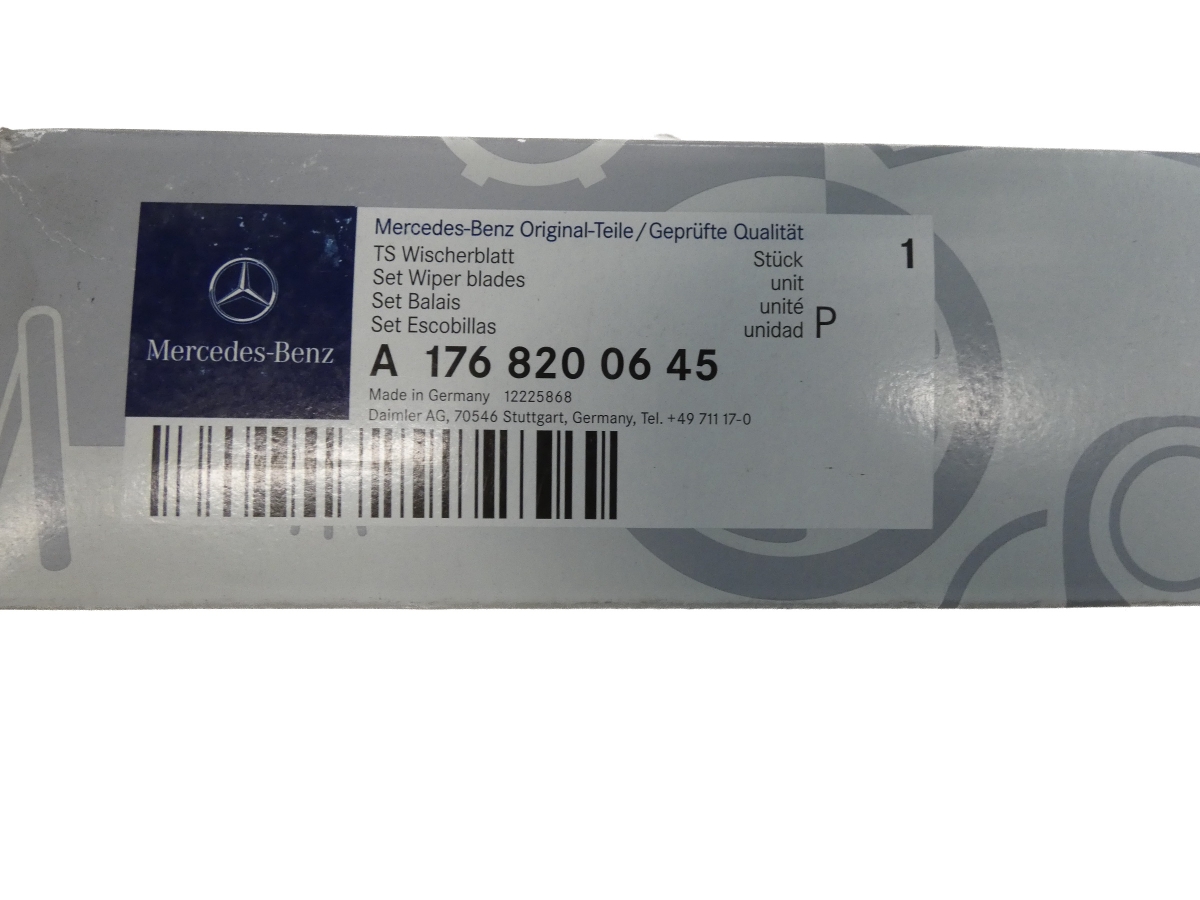 Mercedes-Benz
Mercedes-Benz Original-Teile/Geprüfte Qualität
TS Wischerblatt Stück 1
Set Wiper blades unit
Set Balais unité
Set Escobillas unidad P
A 176 820 06 45
Made in Germany 12225868
Daimler AG, 70546 Stuttgart, Germany, Tel. +49 711 17-0